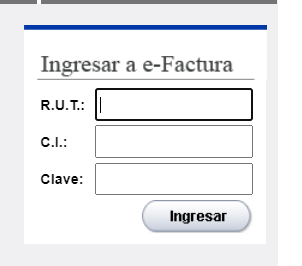 Ingresar a e-Factura
R.U.T.:
C.I.:
Clave:
Ingresar